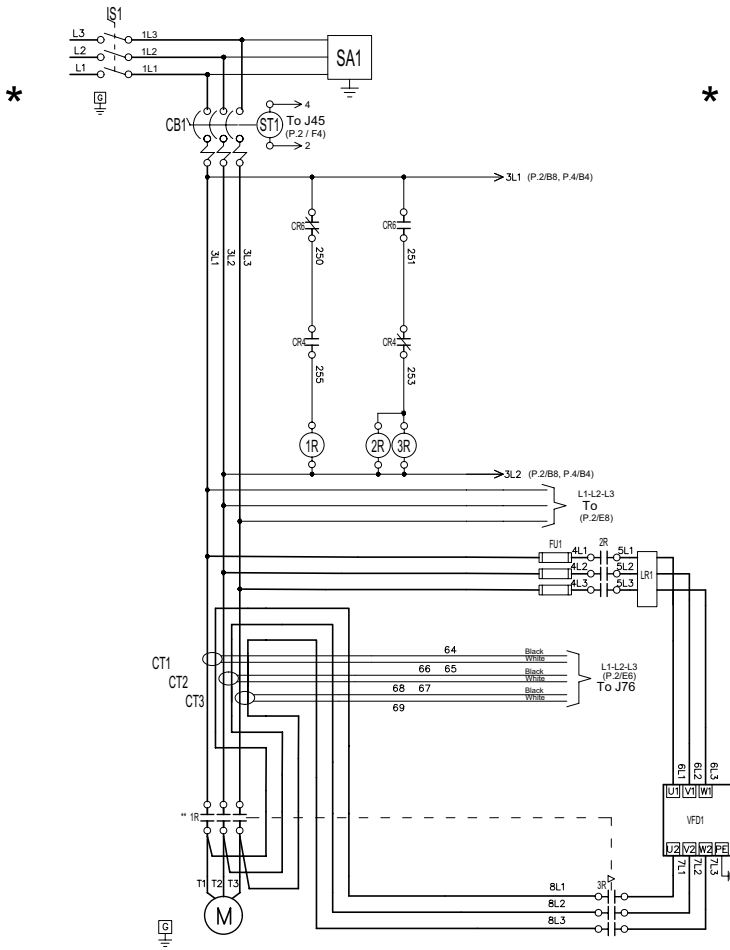 IS1
L3 1L3
L2 1L2
L1 1L1
SA1
*
*
G
CB1
ST1
4
To J45
(P.2 / F4)
2
3L1 (P.2/B8, P.4/B4)
CR6
CR6
3L1
3L2
3L3
250
251
CR4
CR4
255
253
1R
2R
3R
3L2 (P.2/B8, P.4/B4)
L1-L2-L3
To
(P.2/E8)
FU1 2R
4L1 5L1
4L2 5L2
4L3 5L3
LR1
CT1
CT2
CT3
64 Black
White
66 65 Black
White
68 67 Black
69 White
L1-L2-L3
(P.2/E6)
To J76
6L1
6L2
6L3
U1 V1 W1
VFD1
U2 V2 W2 PE
7L1
7L2
7L3
** 1R
T1 T2 T3
M
G
8L1 3R
8L2
8L3